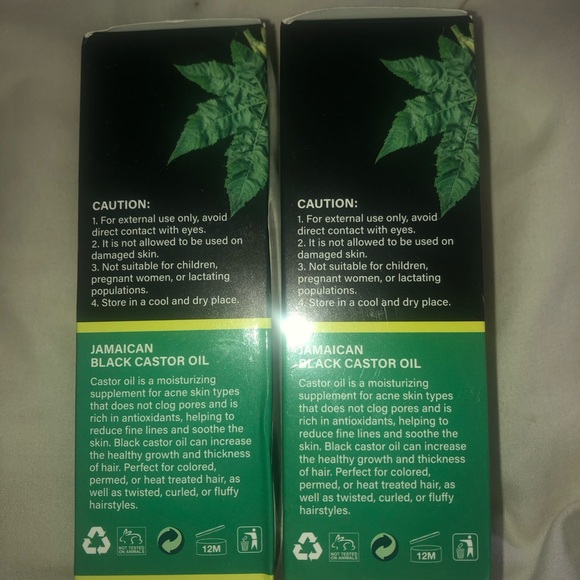 CAUTION:
1. For external use only, avoid
direct contact with eyes.
2. It is not allowed to be used on
damaged skin.
3. Not suitable for children,
pregnant women, or lactating
populations.
4. Store in a cool and dry place.
JAMAICAN
BLACK CASTOR OIL
Castor oil is a moisturizing
supplement for acne skin types
that does not clog pores and is
rich in antioxidants, helping to
reduce fine lines and soothe the
skin. Black castor oil can increase
the healthy growth and thickness
of hair. Perfect for colored,
permed, or heat treated hair, as
well as twisted, curled, or fluffy
hairstyles.
NOT TESTED
ON ANIMALS
12M
CAUTION:
1. For external use only, avoid
direct contact with eyes.
2. It is not allowed to be used on
damaged skin.
3. Not suitable for children,
pregnant women, or lactating
populations.
4. Store in a cool and dry place.
JAMAICAN
BLACK CASTOR OIL
Castor oil is a moisturizing
supplement for acne skin types
that does not clog pores and is
rich in antioxidants, helping to
reduce fine lines and soothe the
skin. Black castor oil can increase
the healthy growth and thickness
of hair. Perfect for colored,
permed, or heat treated hair, as
well as twisted, curled, or fluffy
hairstyles.
NOT TESTED
ON ANIMALS
12M